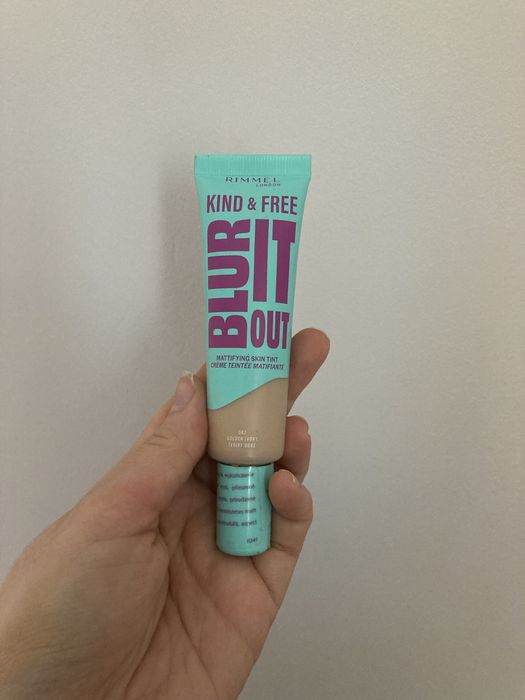 RIMMEL
LONDON
KIND & FREE
BLUR
IT
OUT
MATTIFYING SKIN TINT
CRÈME TEINTÉE MATIFIANTE
GOLDEN IVORY